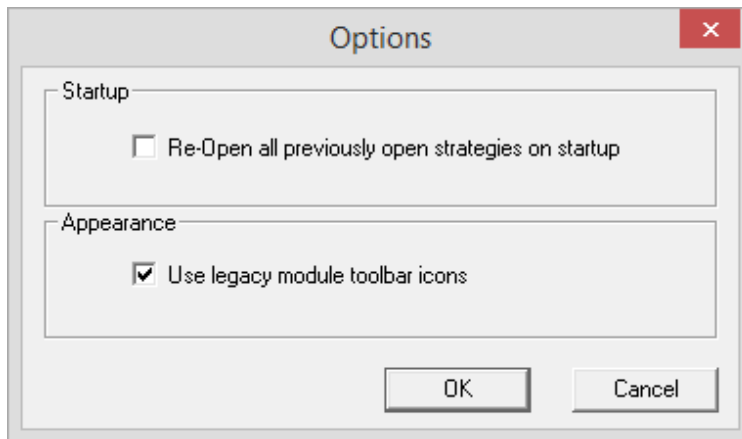 Options
Startup
Re-Open all previously open strategies on startup
Appearance
Use legacy module toolbar icons
OK
Cancel